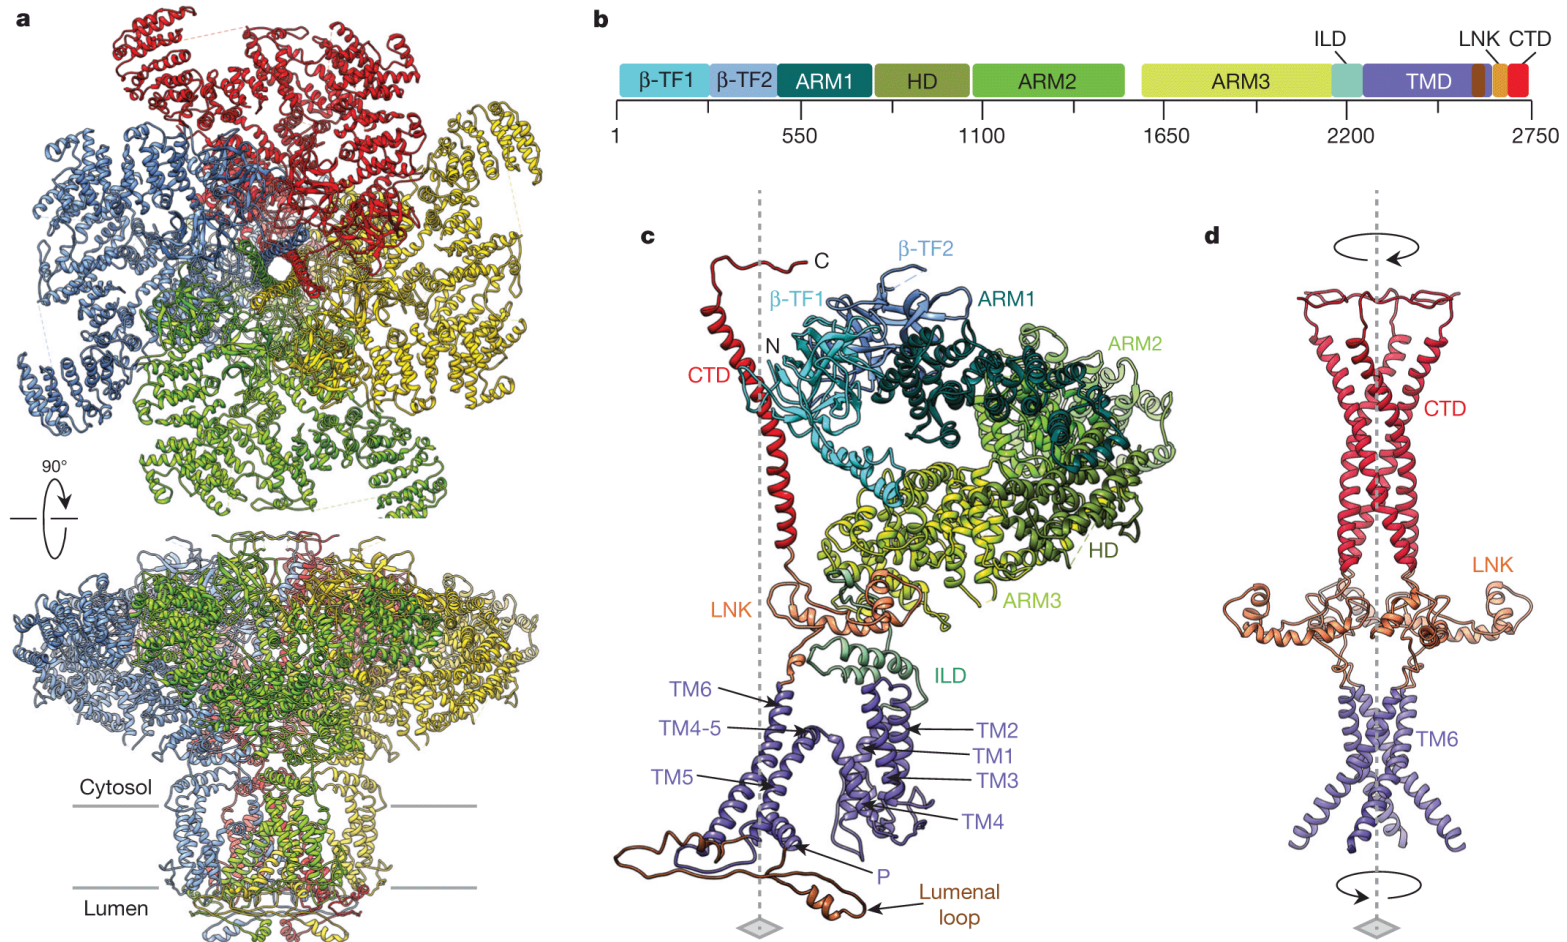 a
90°
Cytosol
Lumen
b
ILD
LNK CTD
β-TF1 β-TF2 ARM1 HD ARM2 ARM3 TMD
1 550 1100 1650 2200 2750
c
C
β-TF2
β-TF1
ARM1
N
ARM2
CTD
HD
ARM3
LNK
ILD
TM6
TM4-5
TM2
TM1
TM5
TM3
TM4
P
Lumenal
loop
d
CTD
LNK
TM6